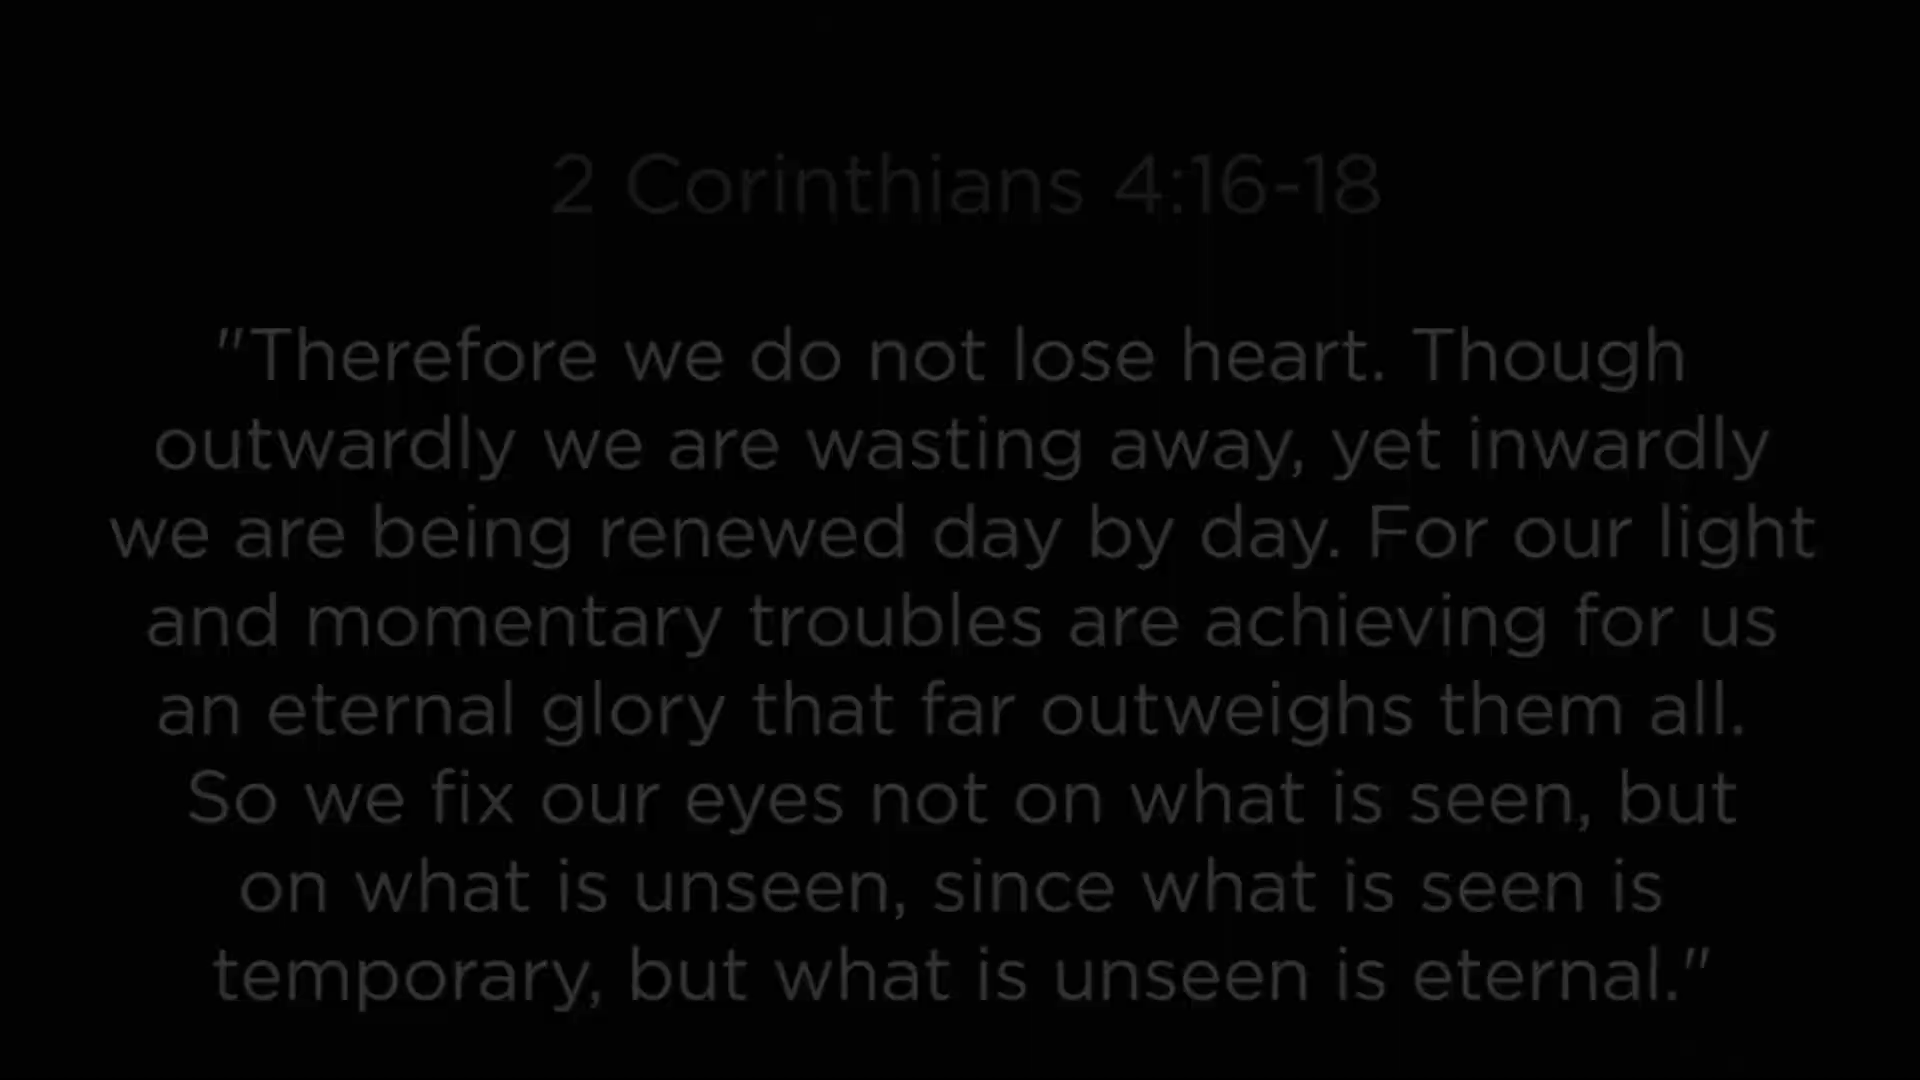 2 Corinthians 4:16-18
"Therefore we do not lose heart. Though
outwardly we are wasting away, yet inwardly
we are being renewed day by day. For our light
and momentary troubles are achieving for us
an eternal glory that far outweighs them all.
So we fix our eyes not on what is seen, but
on what is unseen, since what is seen is
temporary, but what is unseen is eternal."